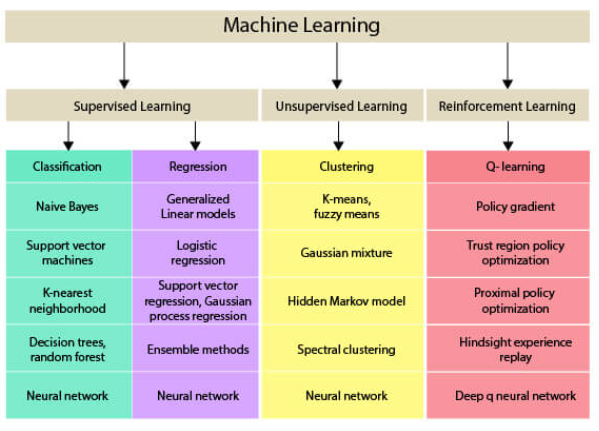 Machine Learning
Supervised Learning
Unsupervised Learning
Reinforcement Learning
Classification
Regression
Clustering
Q- learning
Naive Bayes
Generalized
Linear models
K-means,
fuzzy means
Policy gradient
Support vector
machines
Logistic
regression
Gaussian mixture
Trust region policy
optimization
K-nearest
neighborhood
Support vector
regression, Gaussian
process regression
Hidden Markov model
Proximal policy
optimization
Decision trees,
random forest
Ensemble methods
Spectral clustering
Hindsight experience
replay
Neural network
Neural network
Neural network
Deep q neural network